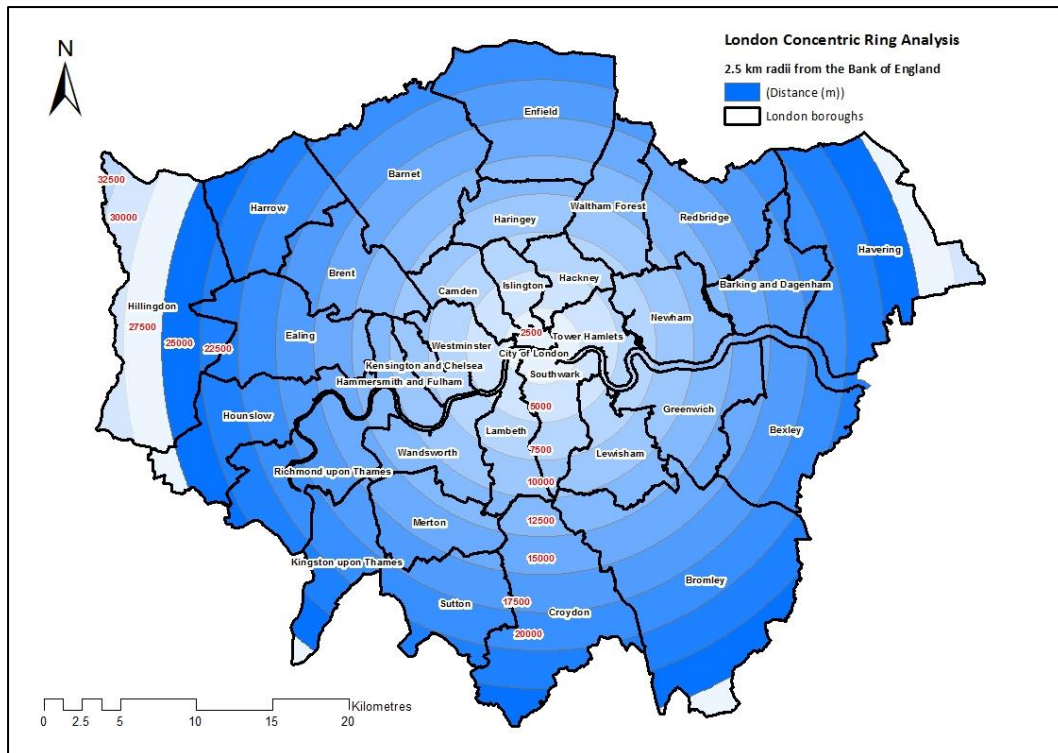 N
London Concentric Ring Analysis
2.5 km radii from the Bank of England
(Distance (m))
London boroughs
Enfield
Barnet
32500
Harrow
Haringey
Waltham Forest
Redbridge
30000
Havering
Brent
Camden
Islington
Hackney
Barking and Dagenham
Hillingdon
27500
Ealing
25000
22500
Westminster
2500
Tower Hamlets
Newham
City of London
Kensington and Chelsea
Southwark
Hammersmith and Fulham
5000
Hounslow
Greenwich
Bexley
Lambeth
Wandsworth
7500
Lewisham
Richmond upon Thames
10000
Merton
12500
15000
Kingston upon Thames
Bromley
Sutton
17500
Croydon
20000
Kilometres
0 2.5 5 10 15 20